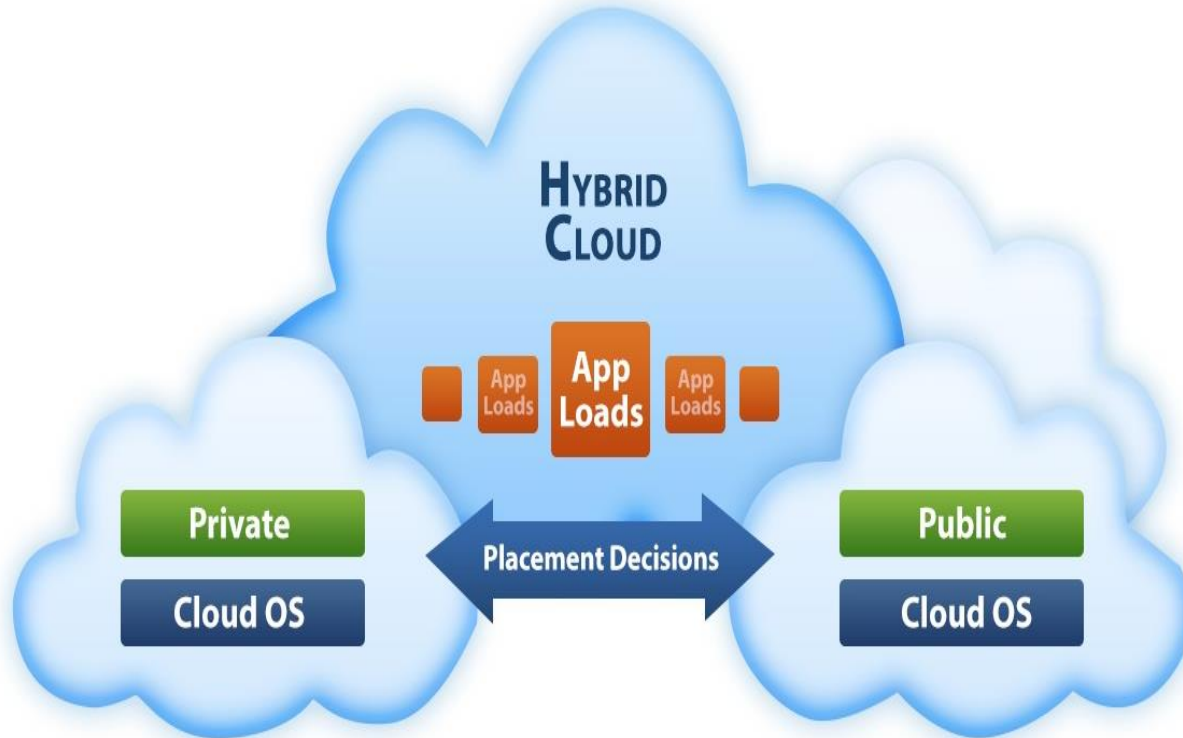 HYBRID
CLOUD
App
Loads
App
Loads
App
Loads
Private
Cloud OS
Placement Decisions
Public
Cloud OS